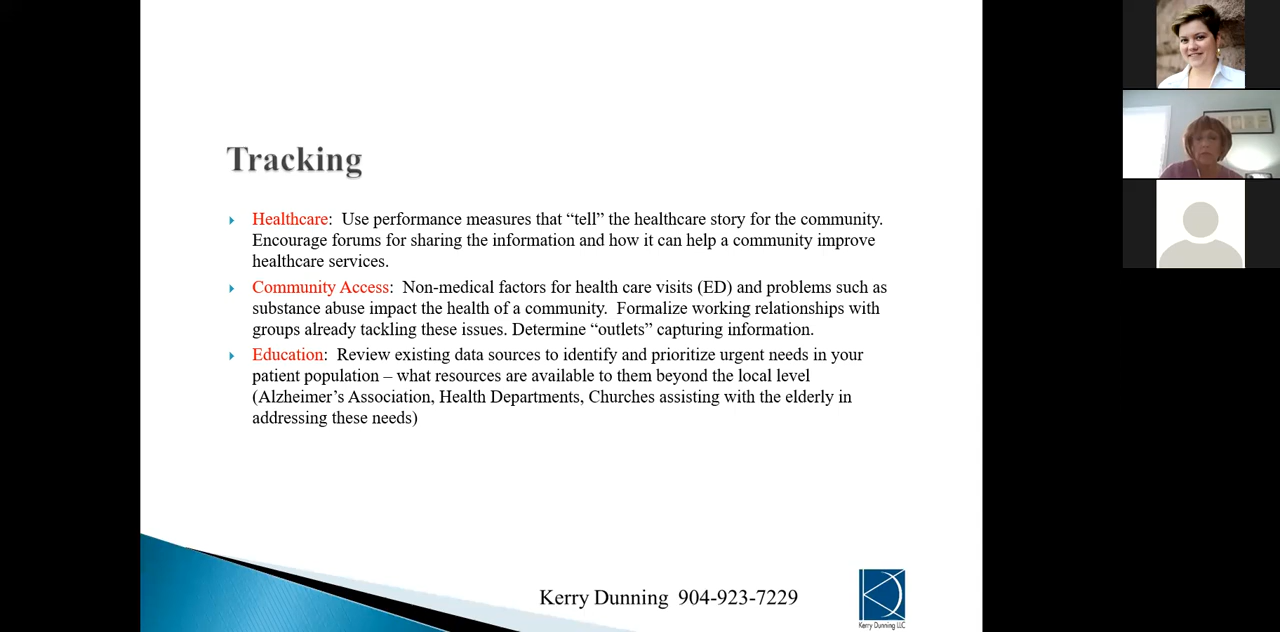 Tracking
Healthcare: Use performance measures that “tell” the healthcare story for the community.
Encourage forums for sharing the information and how it can help a community improve
healthcare services.
Community Access: Non-medical factors for health care visits (ED) and problems such as
substance abuse impact the health of a community. Formalize working relationships with
groups already tackling these issues. Determine “outlets” capturing information.
Education: Review existing data sources to identify and prioritize urgent needs in your
patient population – what resources are available to them beyond the local level
(Alzheimer’s Association, Health Departments, Churches assisting with the elderly in
addressing these needs)
Kerry Dunning 904-923-7229
Kerry Dunning LLC